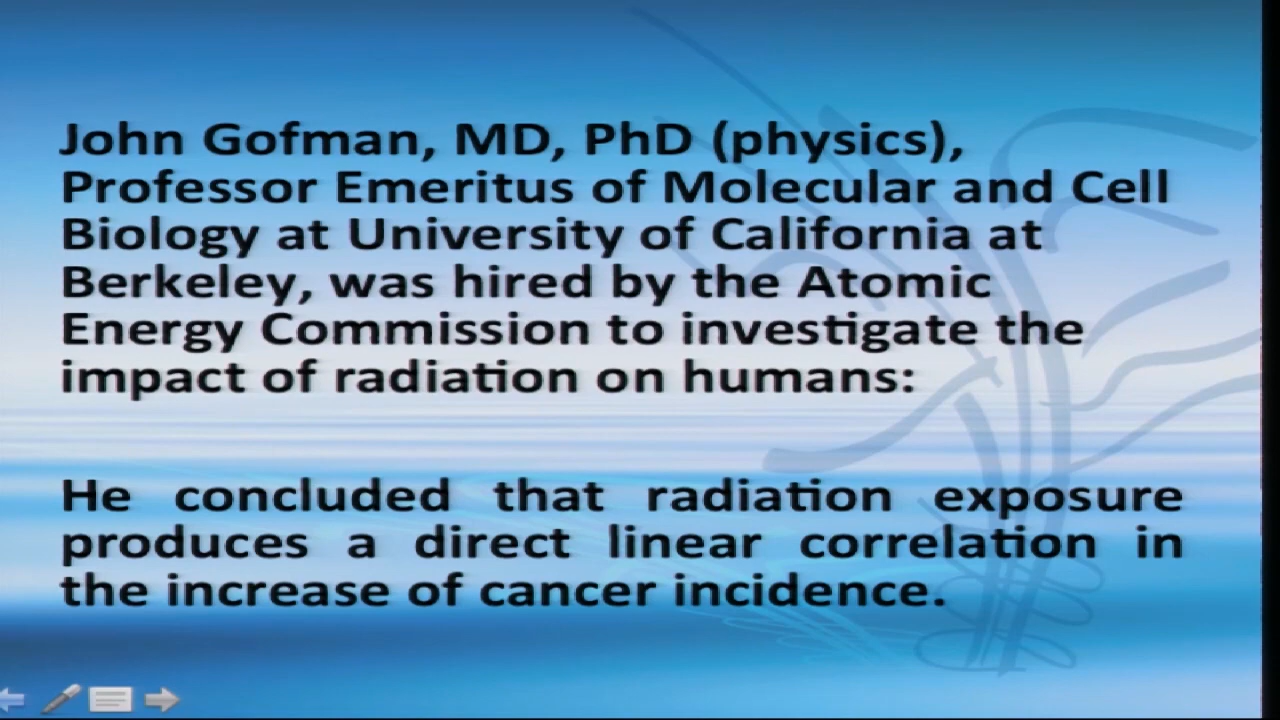 John Gofman, MD, PhD (physics),
Professor Emeritus of Molecular and Cell
Biology at University of California at
Berkeley, was hired by the Atomic
Energy Commission to investigate the
impact of radiation on humans:
He concluded that radiation exposure
produces a direct linear correlation in
the increase of cancer incidence.